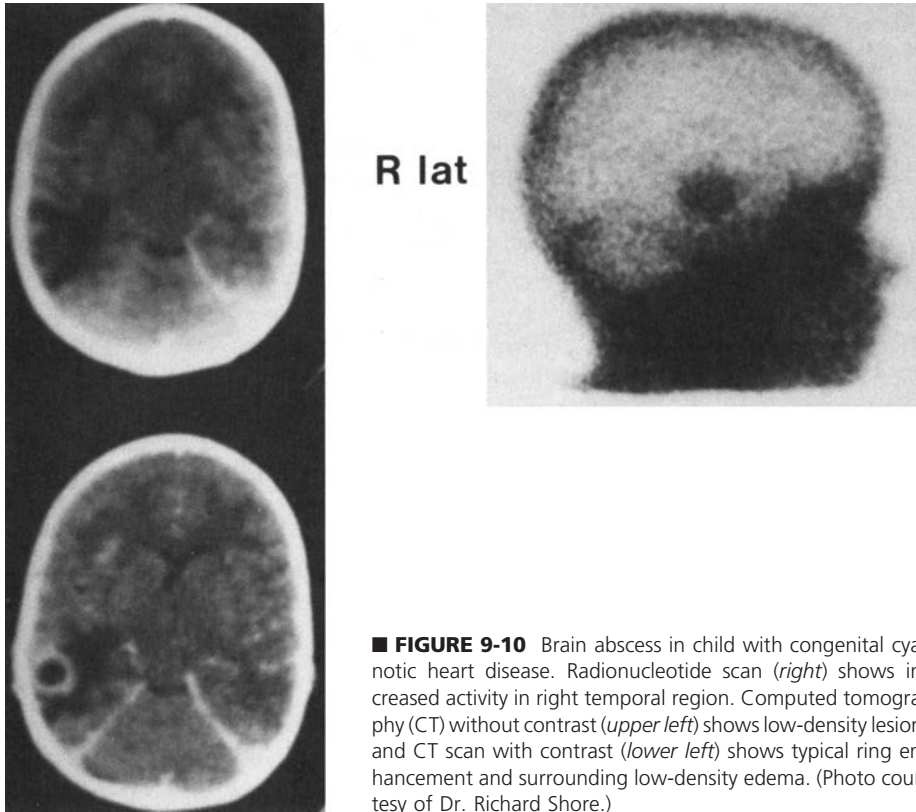 R lat
■ FIGURE 9-10 Brain abscess in child with congenital cya
notic heart disease. Radionucleotide scan (right) shows in
creased activity in right temporal region. Computed tomogra
phy (CT) without contrast (upper left) shows low-density lesion
and CT scan with contrast (lower left) shows typical ring en
hancement and surrounding low-density edema. (Photo cour
tesy of Dr. Richard Shore.)